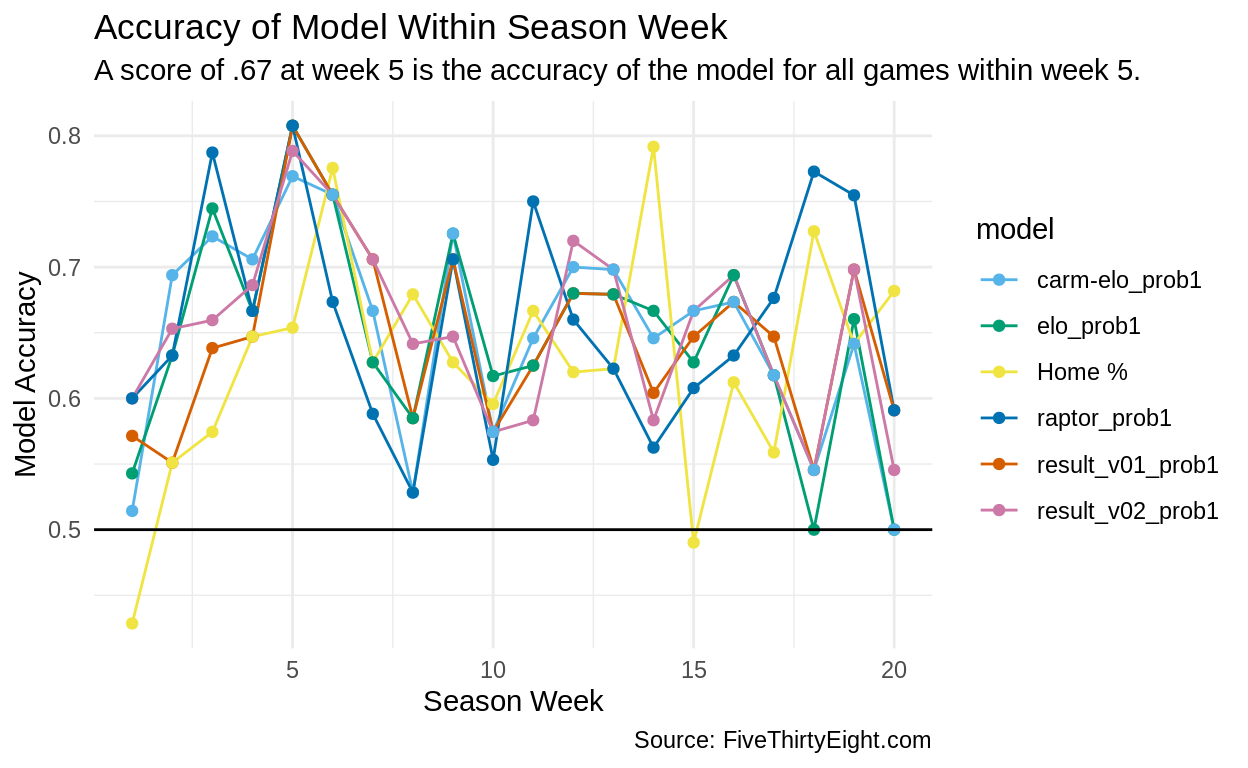 Accuracy of Model Within Season Week
A score of .67 at week 5 is the accuracy of the model for all games within week 5.
Model Accuracy
0.8
0.7
0.6
0.5
5
10
15
20
Season Week
model
carm-elo_prob1
elo_prob1
Home %
raptor_prob1
result_v01_prob1
result_v02_prob1
Source: FiveThirtyEight.com